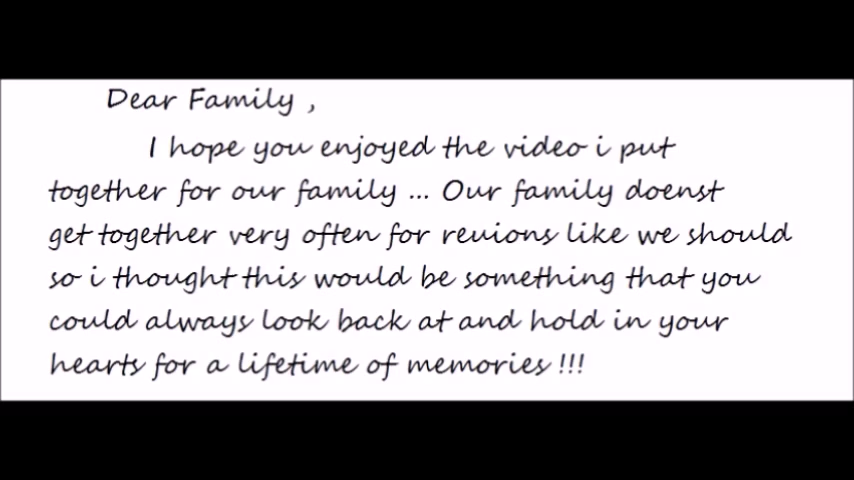 Dear Family ,
I hope you enjoyed the video i put
together for our family ... Our family doenst
get together very often for reuions like we should
so i thought this would be something that you
could always look back at and hold in your
hearts for a lifetime of memories !!!